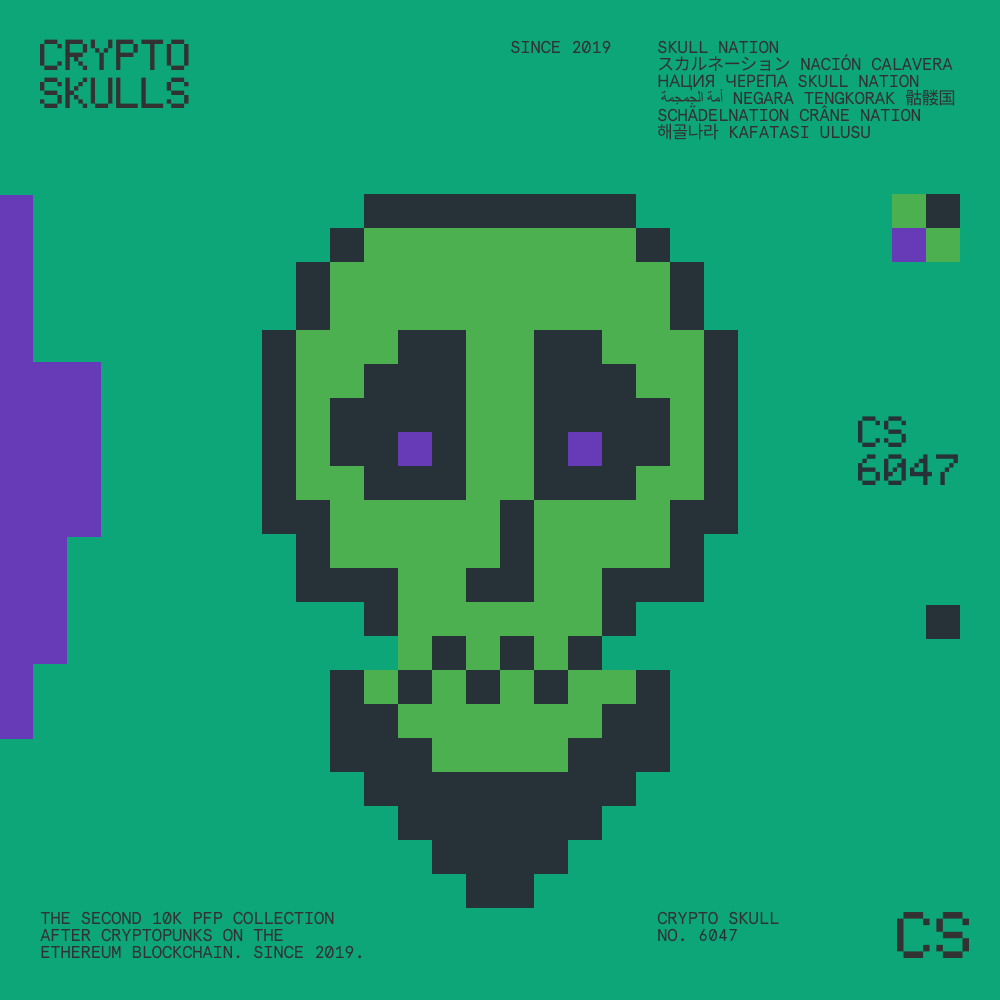 CRYPTO
SKULLS
SINCE 2019
SKULL NATION
スカルネーション NACIÓN CALAVERA
НАЦИЯ ЧЕРЕПА SKULL NATION
أمة الجمجمة NEGARA TENGKORAK 骷髅国
SCHÄDELNATION CRÂNE NATION
해골나라 KAFATASI ULUSU
CS
6047
THE SECOND 10K PFP COLLECTION
AFTER CRYPTOPUNKS ON THE
ETHEREUM BLOCKCHAIN. SINCE 2019.
CRYPTO SKULL
NO. 6047
CS